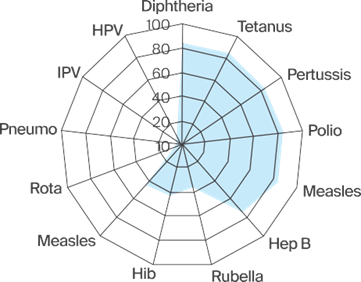 Diphtheria
Tetanus
Pertussis
Polio
Measles
Hep B
Rubella
Hib
Measles
Rota
Pneumo
IPV
HPV
100
80
60
40
20
10